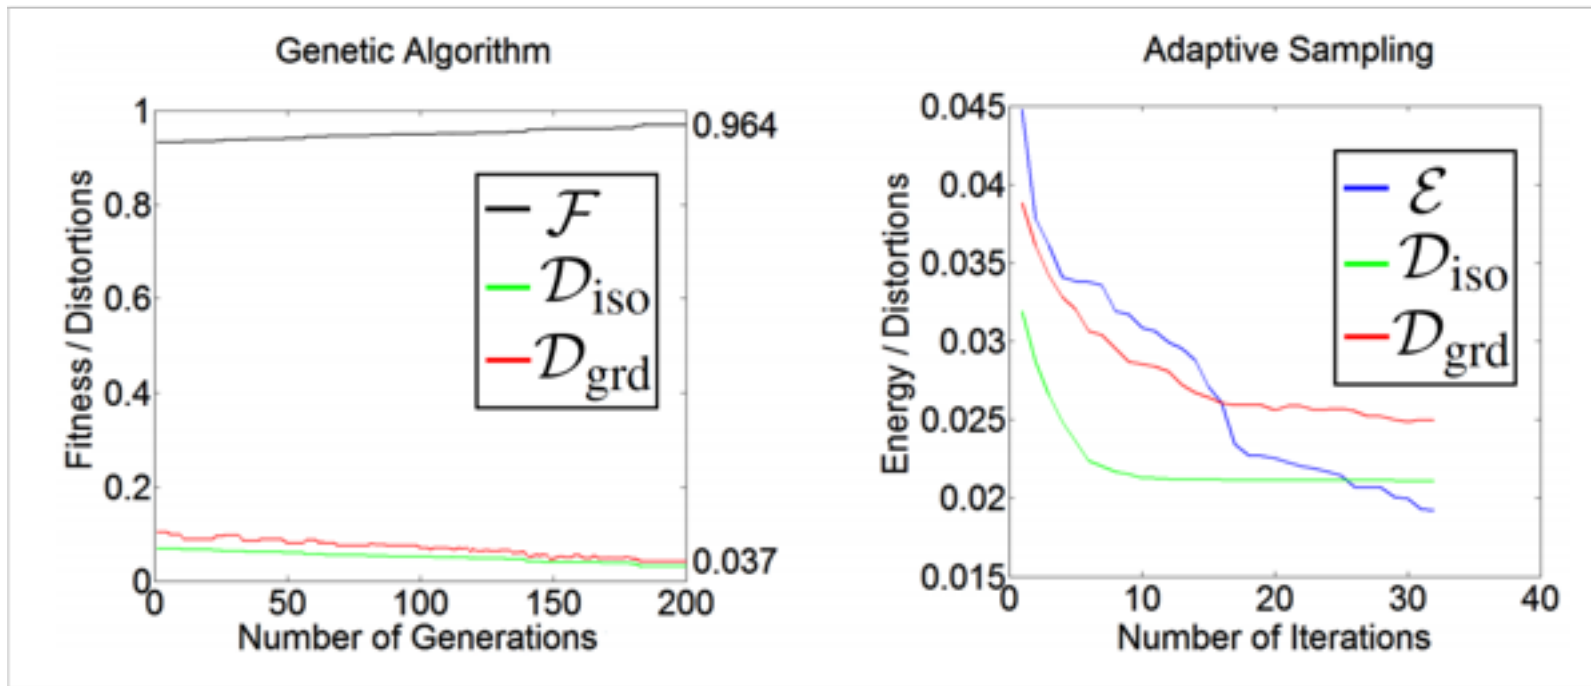 Genetic Algorithm
Fitness / Distortions
1
0.8
0.6
0.4
0.2
0
0 50 100 150 200
Number of Generations
0.964
0.037
ℱ
𝒟iso
𝒟grd
Adaptive Sampling
Energy / Distortions
0.045
0.04
0.035
0.03
0.025
0.02
0.015
0 10 20 30 40
Number of Iterations
ℰ
𝒟iso
𝒟grd